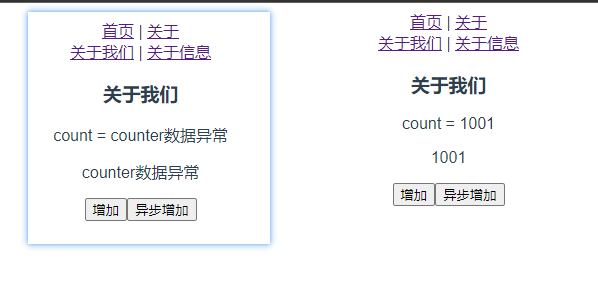 首页 | 关于
关于我们 | 关于信息
关于我们
count = counter数据异常
counter数据异常
增加 异步增加
首页 | 关于
关于我们 | 关于信息
关于我们
count = 1001
1001
增加 异步增加